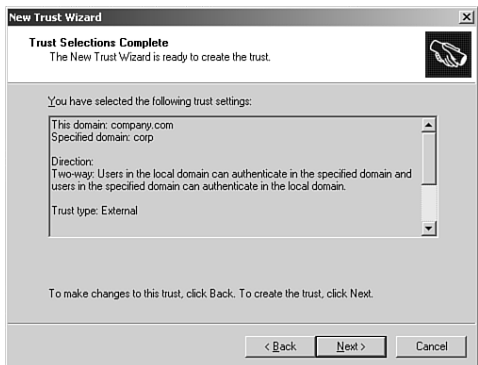 New Trust Wizard
Trust Selections Complete
The New Trust Wizard is ready to create the trust.
You have selected the following trust settings:
This domain: company.com
Specified domain: corp
Direction:
Two-way: Users in the local domain can authenticate in the specified domain and
users in the specified domain can authenticate in the local domain.
Trust type: External
To make changes to this trust, click Back. To create the trust, click Next.
< Back
Next >
Cancel